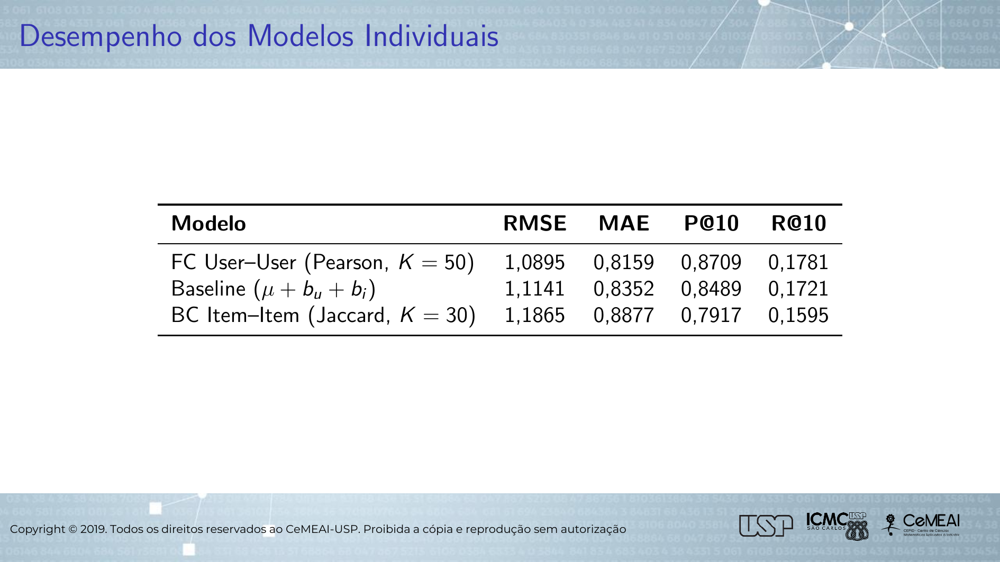 Desempenho dos Modelos Individuais
Modelo RMSE MAE P@10 R@10
FC User–User (Pearson, K = 50) 1,0895 0,8159 0,8709 0,1781
Baseline (μ + b_u + b_i) 1,1141 0,8352 0,8489 0,1721
BC Item–Item (Jaccard, K = 30) 1,1865 0,8877 0,7917 0,1595
Copyright © 2019. Todos os direitos reservados ao CeMEAI-USP. Proibida a cópia e reprodução sem autorização
USP
ICMC USP
SÃO CARLOS
CeMEAI
CEPID - Centro de Ciências
Matemáticas Aplicadas à Indústria